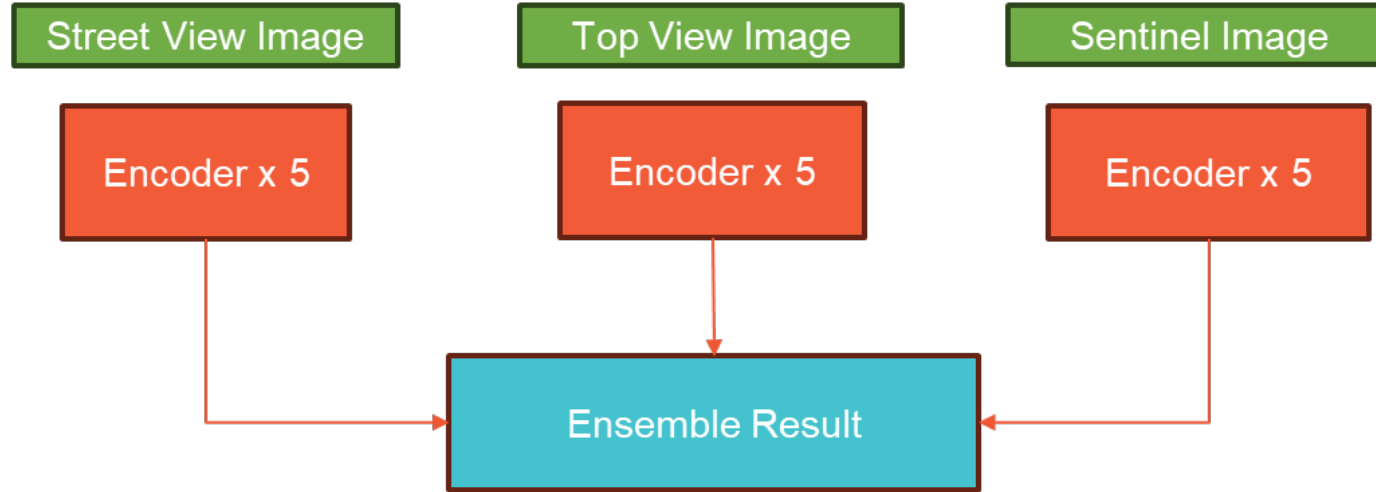 Street View Image
Top View Image
Sentinel Image
Encoder x 5
Encoder x 5
Encoder x 5
Ensemble Result